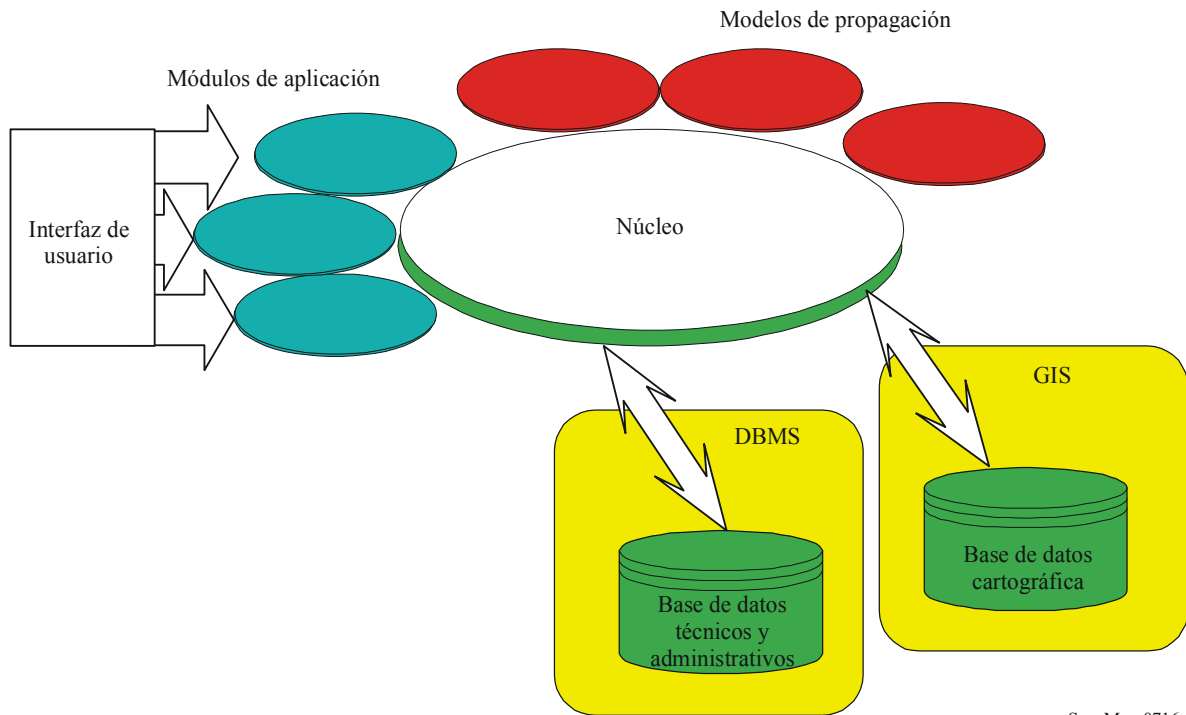 Modelos de propagación
Módulos de aplicación
Interfaz de
usuario
Núcleo
GIS
DBMS
Base de datos
cartográfica
Base de datos
técnicos y
administrativos